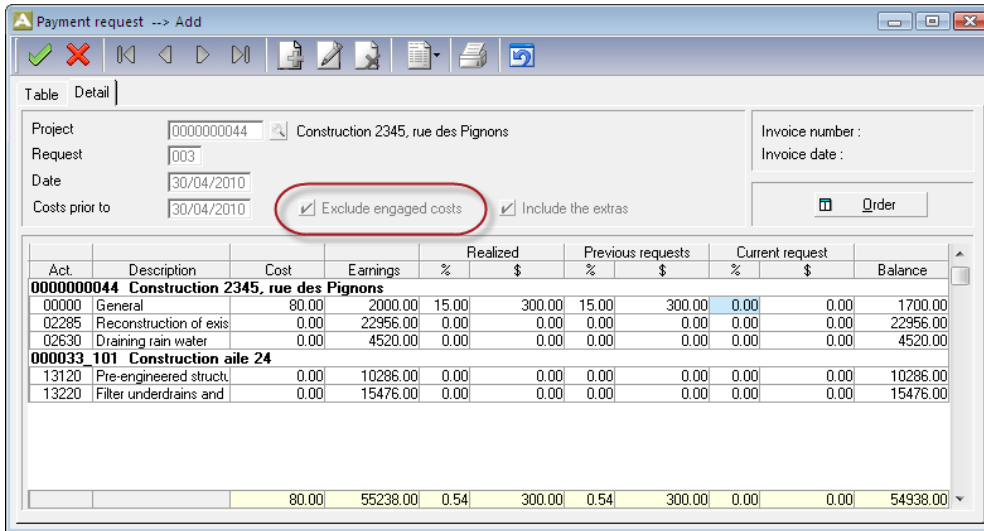 Payment request --> Add
Table Detail
Project 0000000044 Construction 2345, rue des Pignons Invoice number :
Request 003 Invoice date :
Date 30/04/2010
Costs prior to 30/04/2010 Exclude engaged costs Include the extras Order
Realized Previous requests Current request
Act. Description Cost Earnings % $ % $ % $ Balance
0000000044 Construction 2345, rue des Pignons
00000 General 80.00 2000.00 15.00 300.00 15.00 300.00 0.00 0.00 1700.00
02285 Reconstruction of exis 0.00 22956.00 0.00 0.00 0.00 0.00 0.00 0.00 22956.00
02630 Draining rain water 0.00 4520.00 0.00 0.00 0.00 0.00 0.00 0.00 4520.00
000033_101 Construction aile 24
13120 Pre-engineered structu 0.00 10286.00 0.00 0.00 0.00 0.00 0.00 0.00 10286.00
13220 Filter underdrains and 0.00 15476.00 0.00 0.00 0.00 0.00 0.00 0.00 15476.00
80.00 55238.00 0.54 300.00 0.54 300.00 0.00 0.00 54938.00